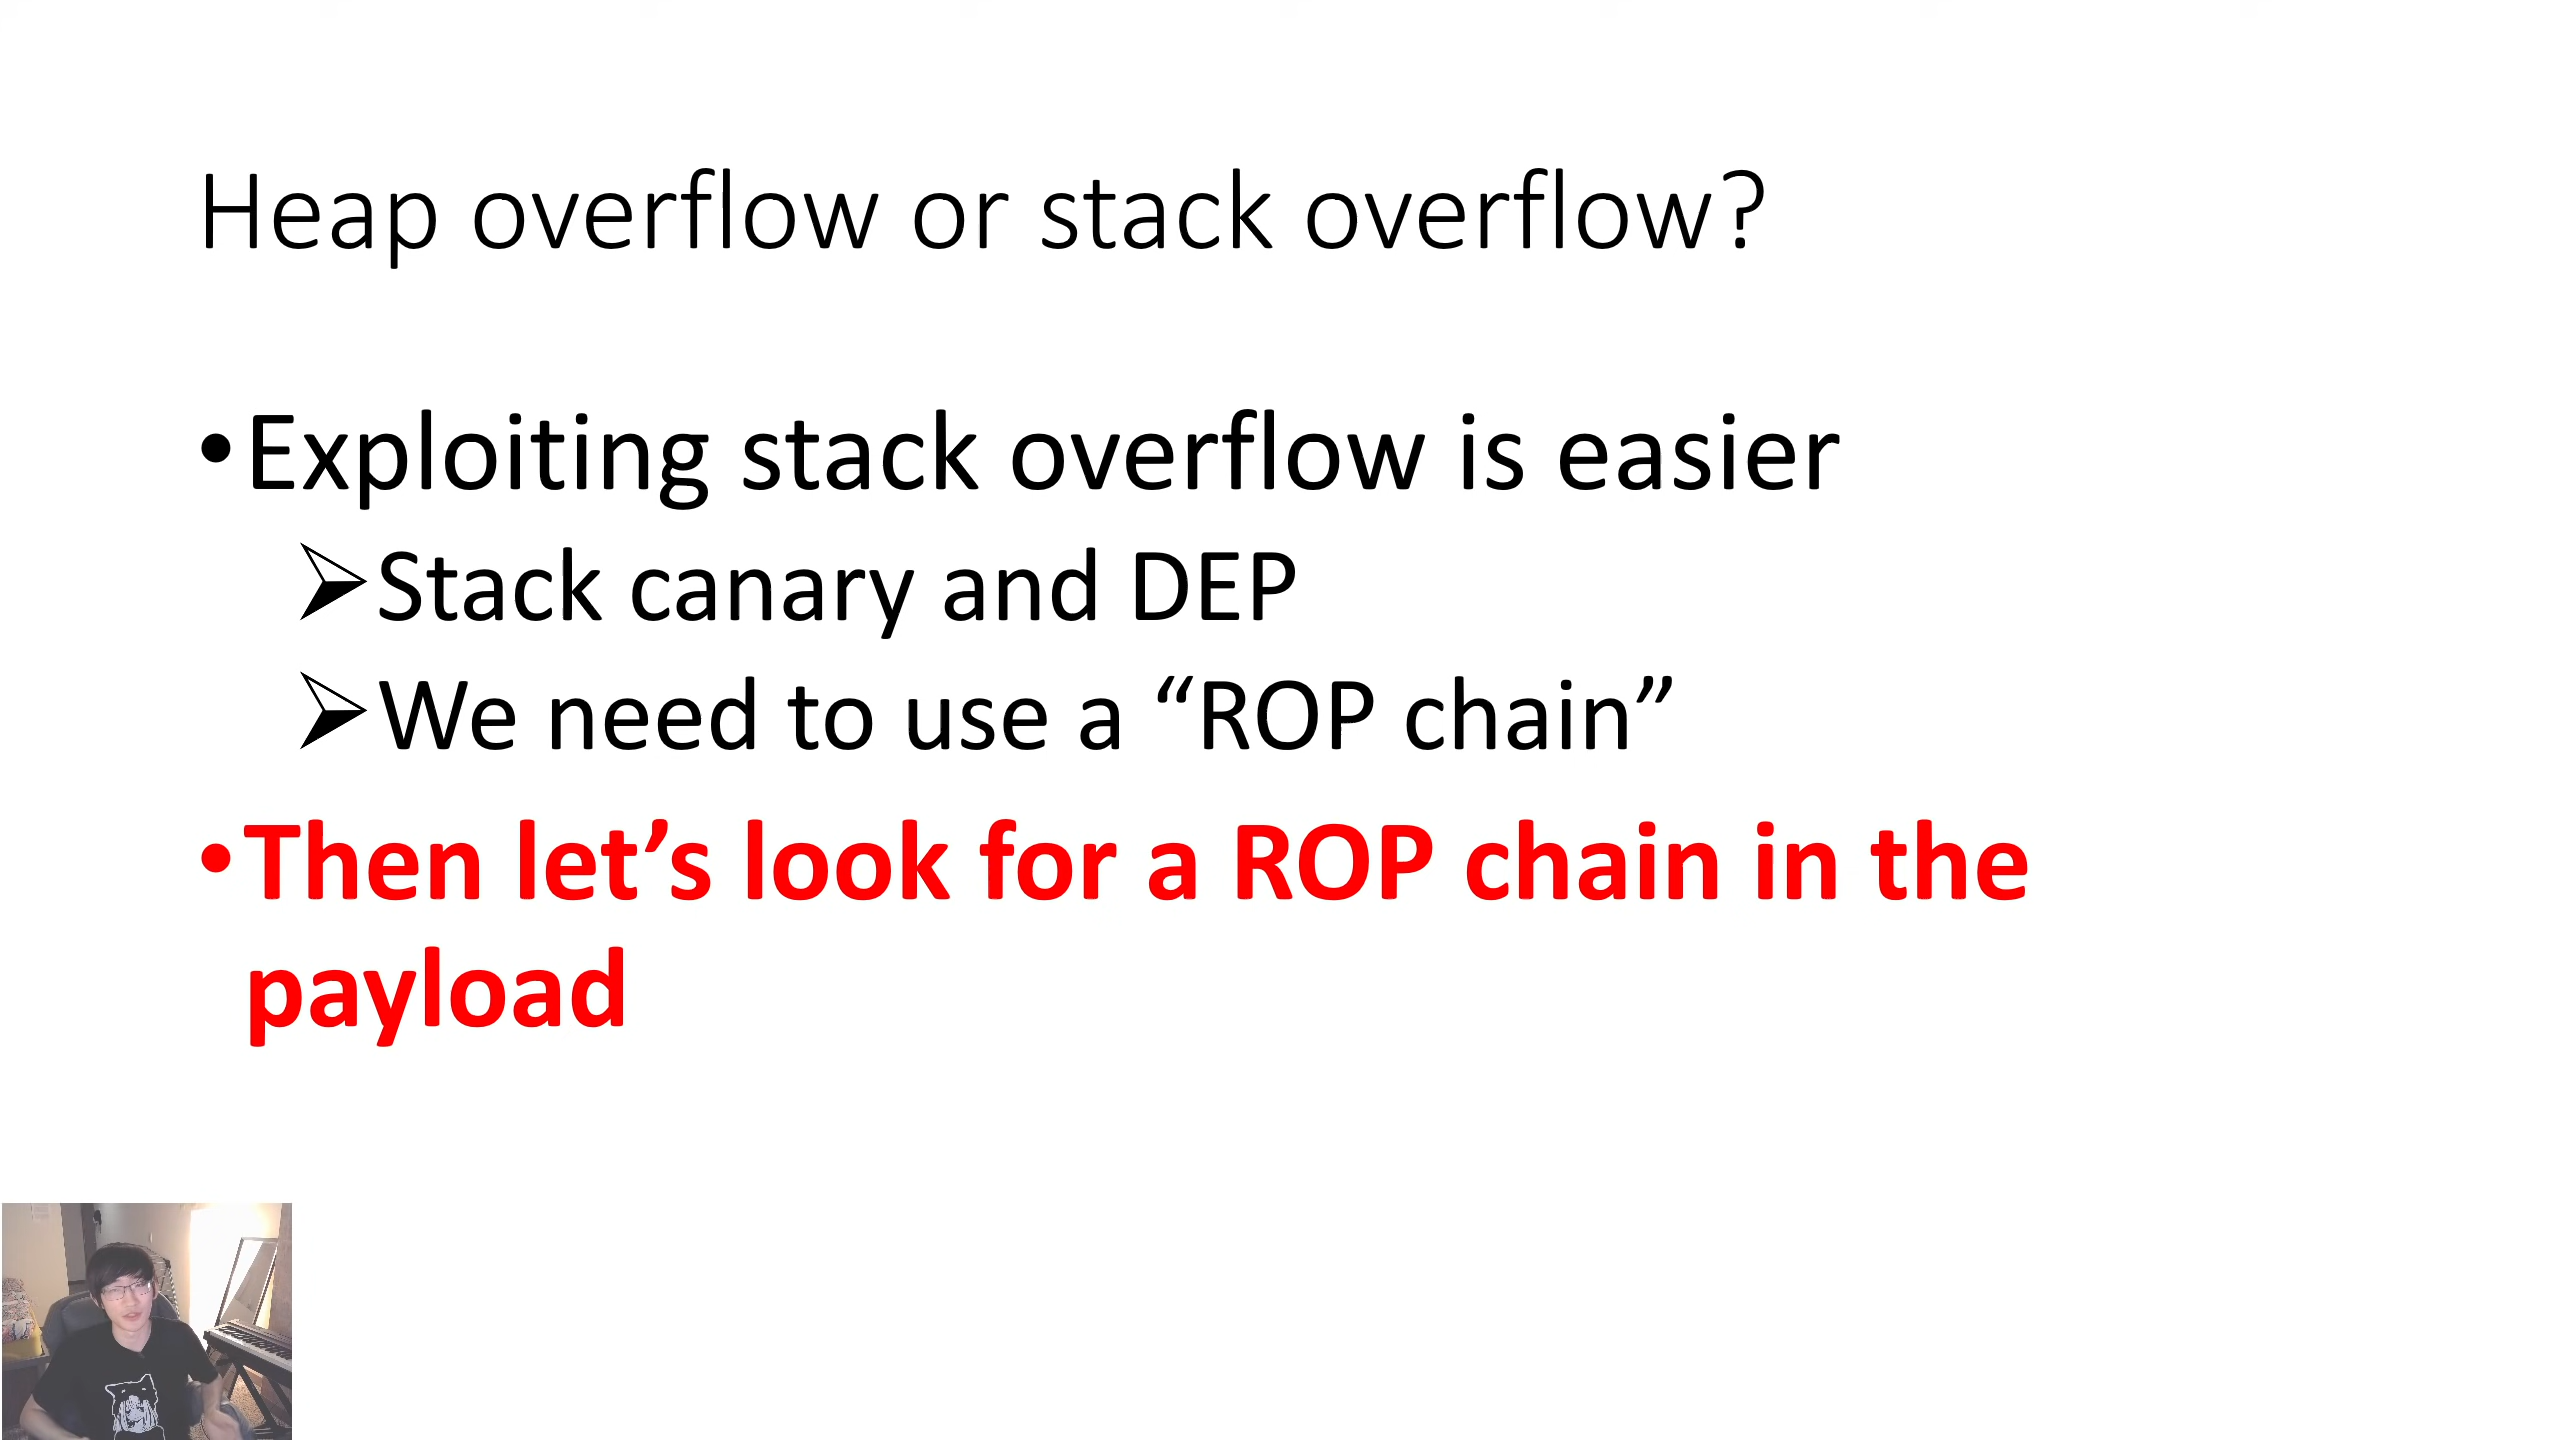 Heap overflow or stack overflow?
•Exploiting stack overflow is easier
➢Stack canary and DEP
➢We need to use a “ROP chain”
•Then let’s look for a ROP chain in the
payload